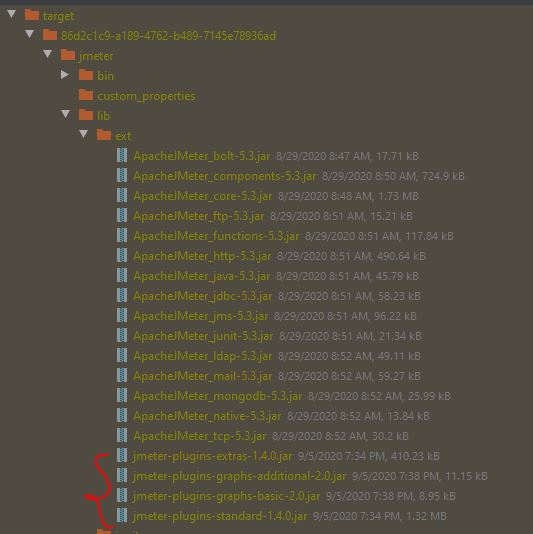 target
86d2c1c9-a189-4762-b489-7145e78936ad
jmeter
bin
custom_properties
lib
ext
ApacheJMeter_bolt-5.3.jar 8/29/2020 8:47 AM, 17.71 kB
ApacheJMeter_components-5.3.jar 8/29/2020 8:50 AM, 724.9 kB
ApacheJMeter_core-5.3.jar 8/29/2020 8:48 AM, 1.73 MB
ApacheJMeter_ftp-5.3.jar 8/29/2020 8:51 AM, 15.21 kB
ApacheJMeter_functions-5.3.jar 8/29/2020 8:51 AM, 117.84 kB
ApacheJMeter_http-5.3.jar 8/29/2020 8:51 AM, 490.64 kB
ApacheJMeter_java-5.3.jar 8/29/2020 8:51 AM, 45.79 kB
ApacheJMeter_jdbc-5.3.jar 8/29/2020 8:51 AM, 58.23 kB
ApacheJMeter_jms-5.3.jar 8/29/2020 8:51 AM, 96.22 kB
ApacheJMeter_junit-5.3.jar 8/29/2020 8:51 AM, 21.34 kB
ApacheJMeter_ldap-5.3.jar 8/29/2020 8:52 AM, 49.11 kB
ApacheJMeter_mail-5.3.jar 8/29/2020 8:52 AM, 59.27 kB
ApacheJMeter_mongodb-5.3.jar 8/29/2020 8:52 AM, 25.99 kB
ApacheJMeter_native-5.3.jar 8/29/2020 8:52 AM, 13.84 kB
ApacheJMeter_tcp-5.3.jar 8/29/2020 8:52 AM, 30.2 kB
jmeter-plugins-extras-1.4.0.jar 9/5/2020 7:34 PM, 410.23 kB
jmeter-plugins-graphs-additional-2.0.jar 9/5/2020 7:38 PM, 11.15 kB
jmeter-plugins-graphs-basic-2.0.jar 9/5/2020 7:38 PM, 8.95 kB
jmeter-plugins-standard-1.4.0.jar 9/5/2020 7:34 PM, 1.32 MB